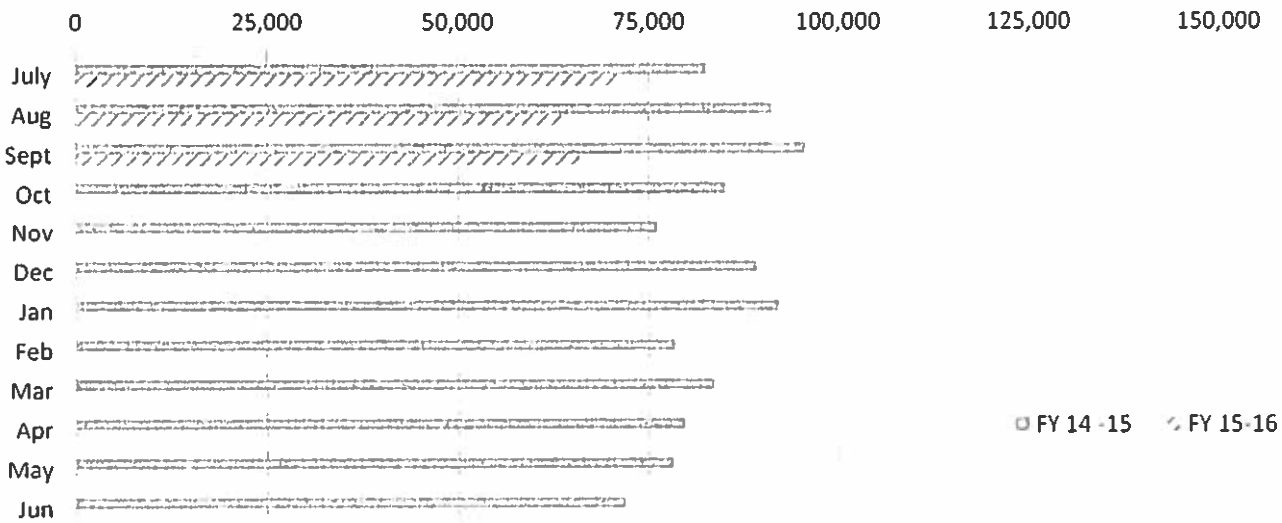 0 25,000 50,000 75,000 100,000 125,000 150,000
July
Aug
Sept
Oct
Nov
Dec
Jan
Feb
Mar
Apr
FY 14 -15 FY 15-16
May
Jun